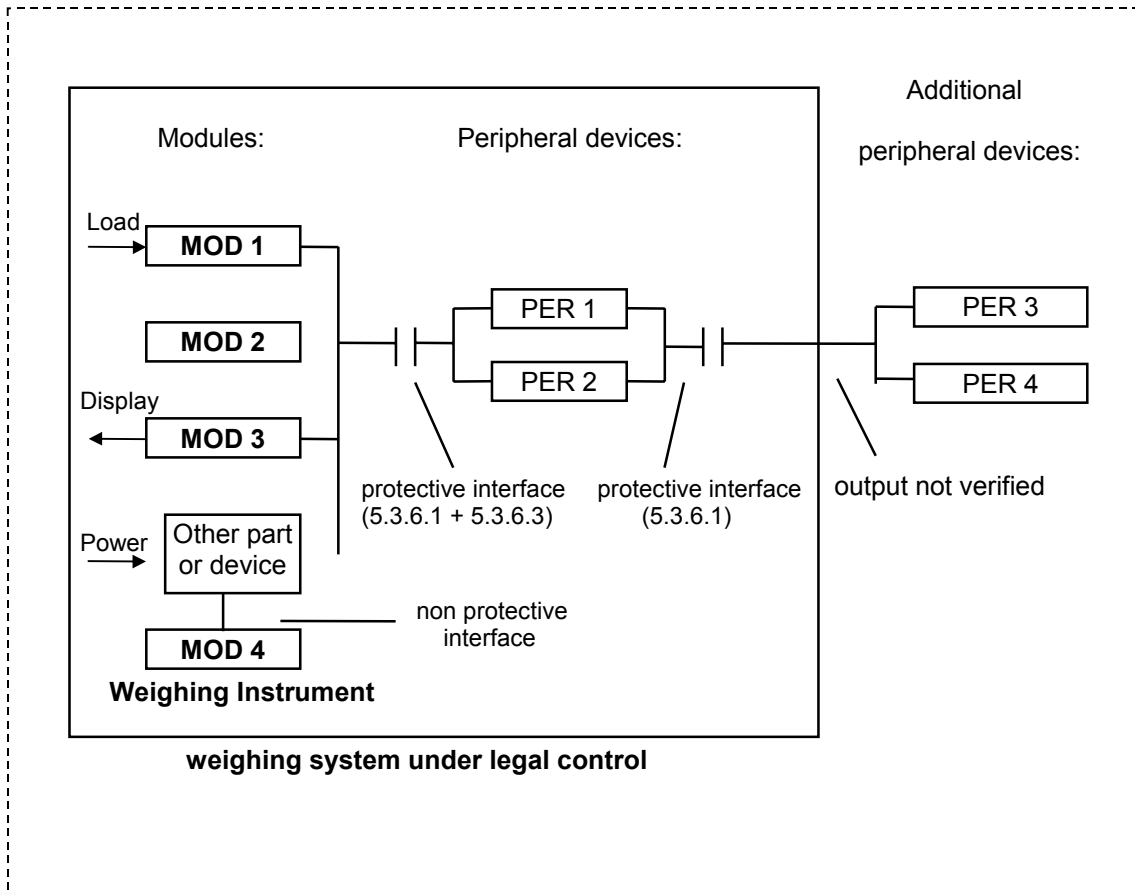 Additional
peripheral devices:
Modules:
Peripheral devices:
Load
MOD 1
MOD 2
Display
MOD 3
Power
Other part
or device
MOD 4
Weighing Instrument
PER 1
PER 2
PER 3
PER 4
protective interface
(5.3.6.1 + 5.3.6.3)
protective interface
(5.3.6.1)
output not verified
non protective
interface
weighing system under legal control